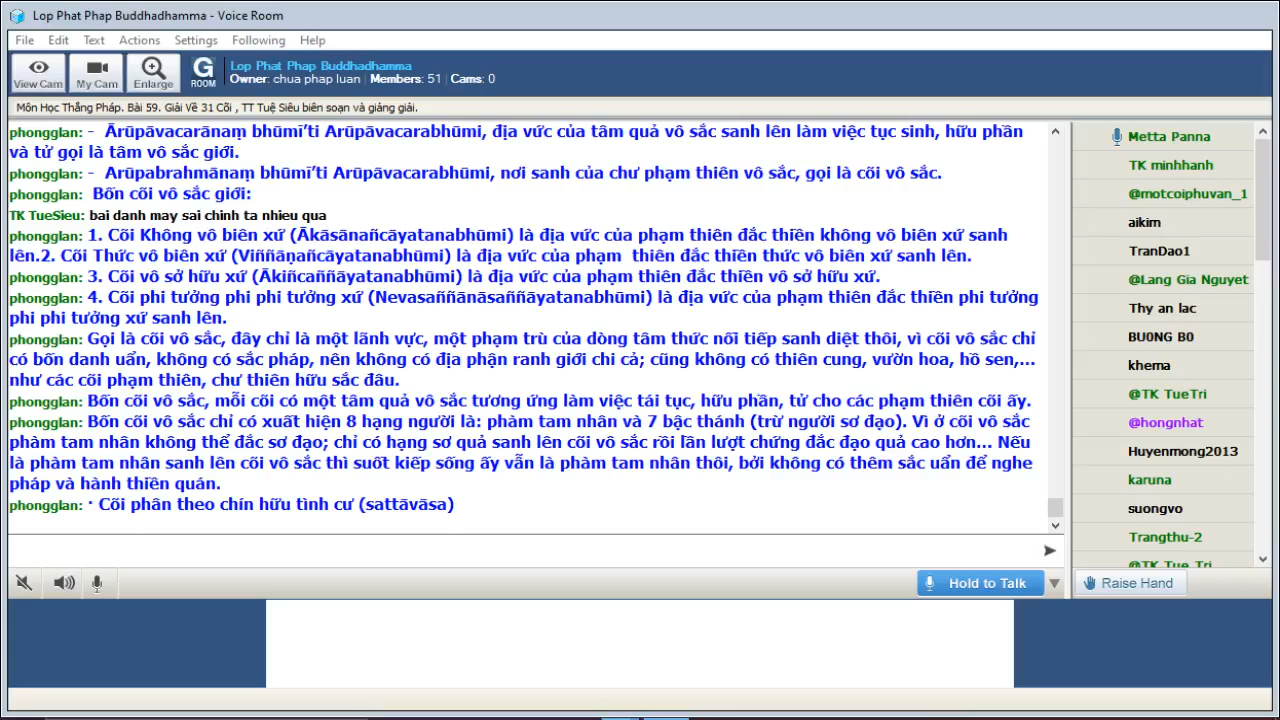 Lop Phat Phap Buddhadhamma - Voice Room
File Edit Text Actions Settings Following Help
View Cam My Cam Enlarge G ROOM
Lop Phat Phap Buddhadhamma
Owner: chua phap luan | Members: 51 | Cams: 0
Môn Học Thắng Pháp. Bài 59. Giải Về 31 Cõi , TT Tuệ Siêu biên soạn và giảng giải.
phongglan: - Ārūpāvacarānaṃ bhūmī’ti Arūpāvacarabhūmi, địa vức của tâm quả vô sắc sanh lên làm việc tục sinh, hữu phần
và tử gọi là tâm vô sắc giới.
phongglan: - Arūpabrahmānaṃ bhūmī’ti Arūpāvacarabhūmi, nơi sanh của chư phạm thiên vô sắc, gọi là cõi vô sắc.
phongglan: Bốn cõi vô sắc giới:
TK TueSieu: bai danh may sai chinh ta nhieu qua
phongglan: 1. Cõi Không vô biên xứ (Ākāsānañcāyatanabhūmi) là địa vức của phạm thiên đắc thiền không vô biên xứ sanh
lên.2. Cõi Thức vô biên xứ (Viññāṇañcāyatanabhūmi) là địa vức của phạm thiên đắc thiền thức vô biên xứ sanh lên.
phongglan: 3. Cõi vô sở hữu xứ (Ākiñcaññāyatanabhūmi) là địa vức của phạm thiên đắc thiền vô sở hữu xứ.
phongglan: 4. Cõi phi tưởng phi phi tưởng xứ (Nevasaññānāsaññāyatanabhūmi) là địa vức của phạm thiên đắc thiền phi tưởng
phi phi tưởng xứ sanh lên.
phongglan: Gọi là cõi vô sắc, đây chỉ là một lãnh vực, một phạm trù của dòng tâm thức nối tiếp sanh diệt thôi, vì cõi vô sắc chỉ
có bốn danh uẩn, không có sắc pháp, nên không có địa phận ranh giới chi cả; cũng không có thiên cung, vườn hoa, hồ sen,...
như các cõi phạm thiên, chư thiên hữu sắc đâu.
phongglan: Bốn cõi vô sắc, mỗi cõi có một tâm quả vô sắc tương ứng làm việc tái tục, hữu phần, tử cho các phạm thiên cõi ấy.
phongglan: Bốn cõi vô sắc chỉ có xuất hiện 8 hạng người là: phàm tam nhân và 7 bậc thánh (trừ người sơ đạo). Vì ở cõi vô sắc
phàm tam nhân không thể đắc sơ đạo; chỉ có hạng sơ quả sanh lên cõi vô sắc rồi lần lượt chứng đắc đạo quả cao hơn... Nếu
là phàm tam nhân sanh lên cõi vô sắc thì suốt kiếp sống ấy vẫn là phàm tam nhân thôi, bởi không có thêm sắc uẩn để nghe
pháp và hành thiền quán.
phongglan: · Cõi phân theo chín hữu tình cư (sattāvāsa)
Metta Panna
TK minhhanh
@motcoiphuvan_1
aikim
TranDao1
@Lang Gia Nguyet
Thy an lac
BU0NG B0
khema
@TK TueTri
@hongnhat
Huyenmong2013
karuna
suongvo
Trangthu-2
@TK Tue Tri
Hold to Talk
Raise Hand